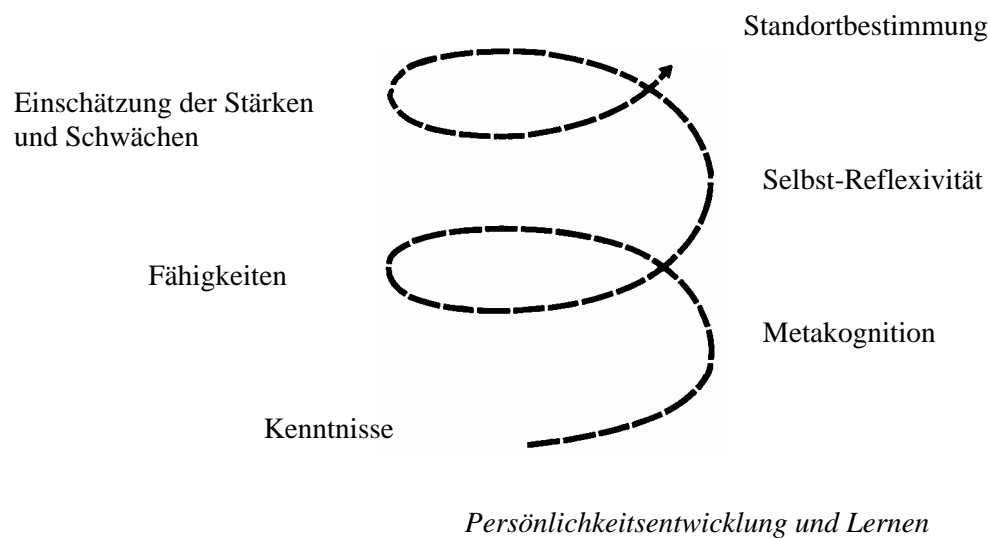 Standortbestimmung
Einschätzung der Stärken
und Schwächen
Selbst-Reflexivität
Fähigkeiten
Metakognition
Kenntnisse
Persönlichkeitsentwicklung und Lernen